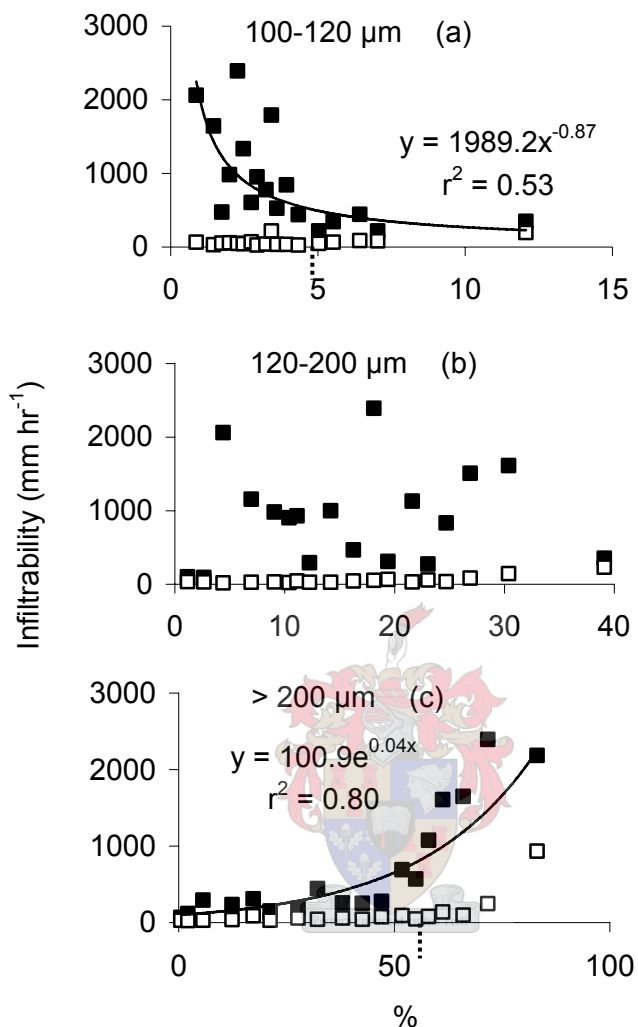 100-120 µm (a)
y = 1989.2x^-0.87
r² = 0.53
3000
2000
1000
0
0 5 10 15
120-200 µm (b)
3000
2000
1000
0
0 10 20 30 40
Infiltrability (mm hr⁻¹)
> 200 µm (c)
y = 100.9e^0.04x
r² = 0.80
3000
2000
1000
0
0 50 100
%